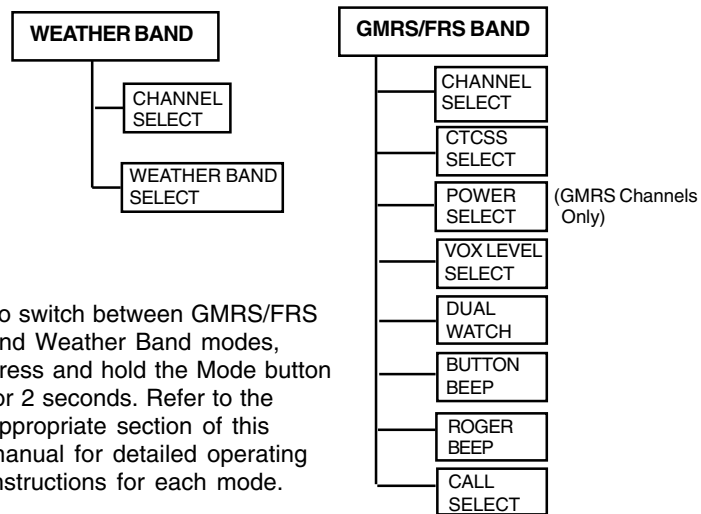 WEATHER BAND
CHANNEL
SELECT
WEATHER BAND
SELECT
GMRS/FRS BAND
CHANNEL
SELECT
CTCSS
SELECT
POWER
SELECT
(GMRS Channels
Only)
VOX LEVEL
SELECT
DUAL
WATCH
BUTTON
BEEP
ROGER
BEEP
CALL
SELECT
o switch between GMRS/FRS
nd Weather Band modes,
ress and hold the Mode button
or 2 seconds. Refer to the
ppropriate section of this
manual for detailed operating
nstructions for each mode.